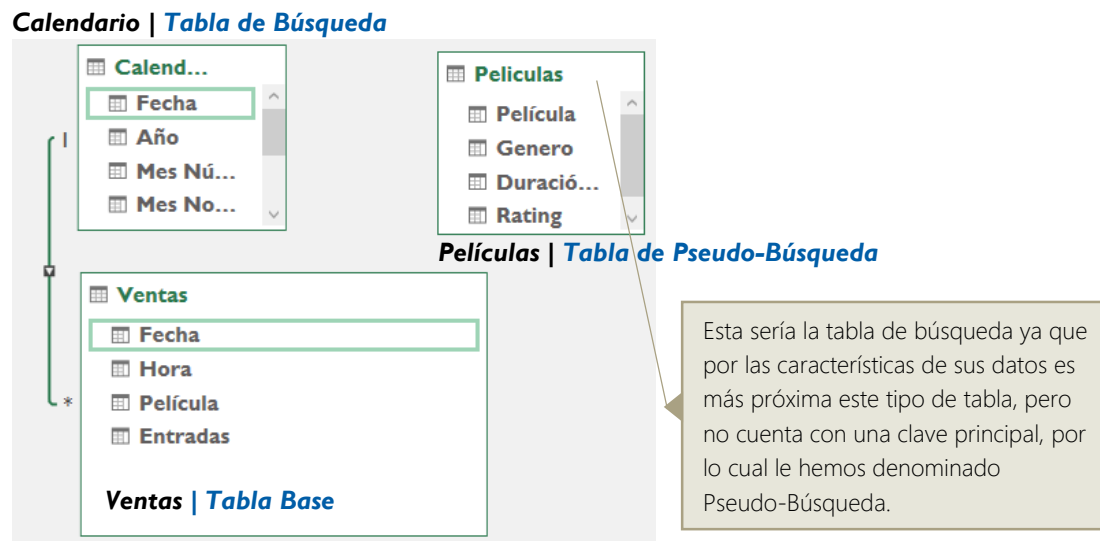 Calendario | Tabla de Búsqueda
Calend...
Fecha
Año
Mes Nú...
Mes No...
1
Peliculas
Película
Genero
Duració...
Rating
Películas | Tabla de Pseudo-Búsqueda
Ventas
Fecha
Hora
Película
Entradas
*
Ventas | Tabla Base
Esta sería la tabla de búsqueda ya que
por las características de sus datos es
más próxima este tipo de tabla, pero
no cuenta con una clave principal, por
lo cual le hemos denominado
Pseudo-Búsqueda.